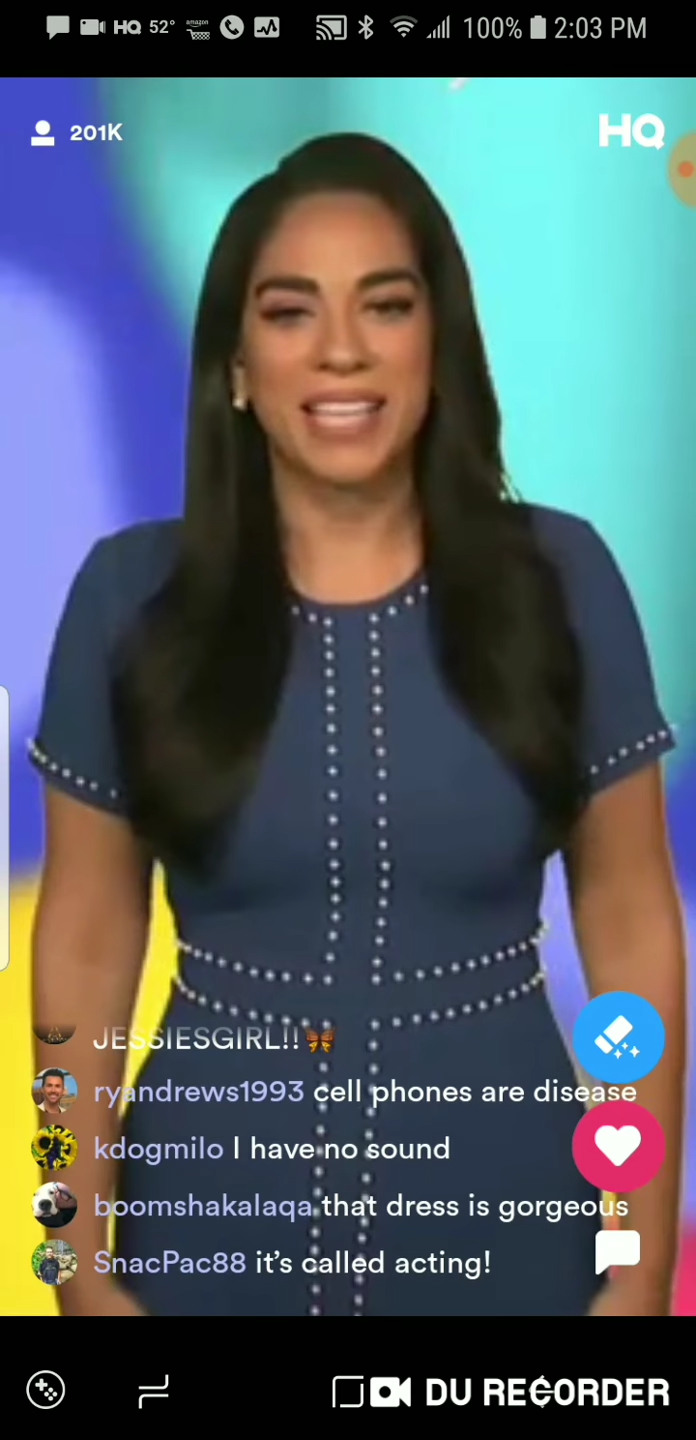 HQ 52° amazon 100% 2:03 PM
201K
HQ
JESSIESGIRL!!
ryandrews1993 cell phones are disease
kdogmilo I have no sound
boomshakalaqa that dress is gorgeous
SnacPac88 it's called acting!
DU RECORDER